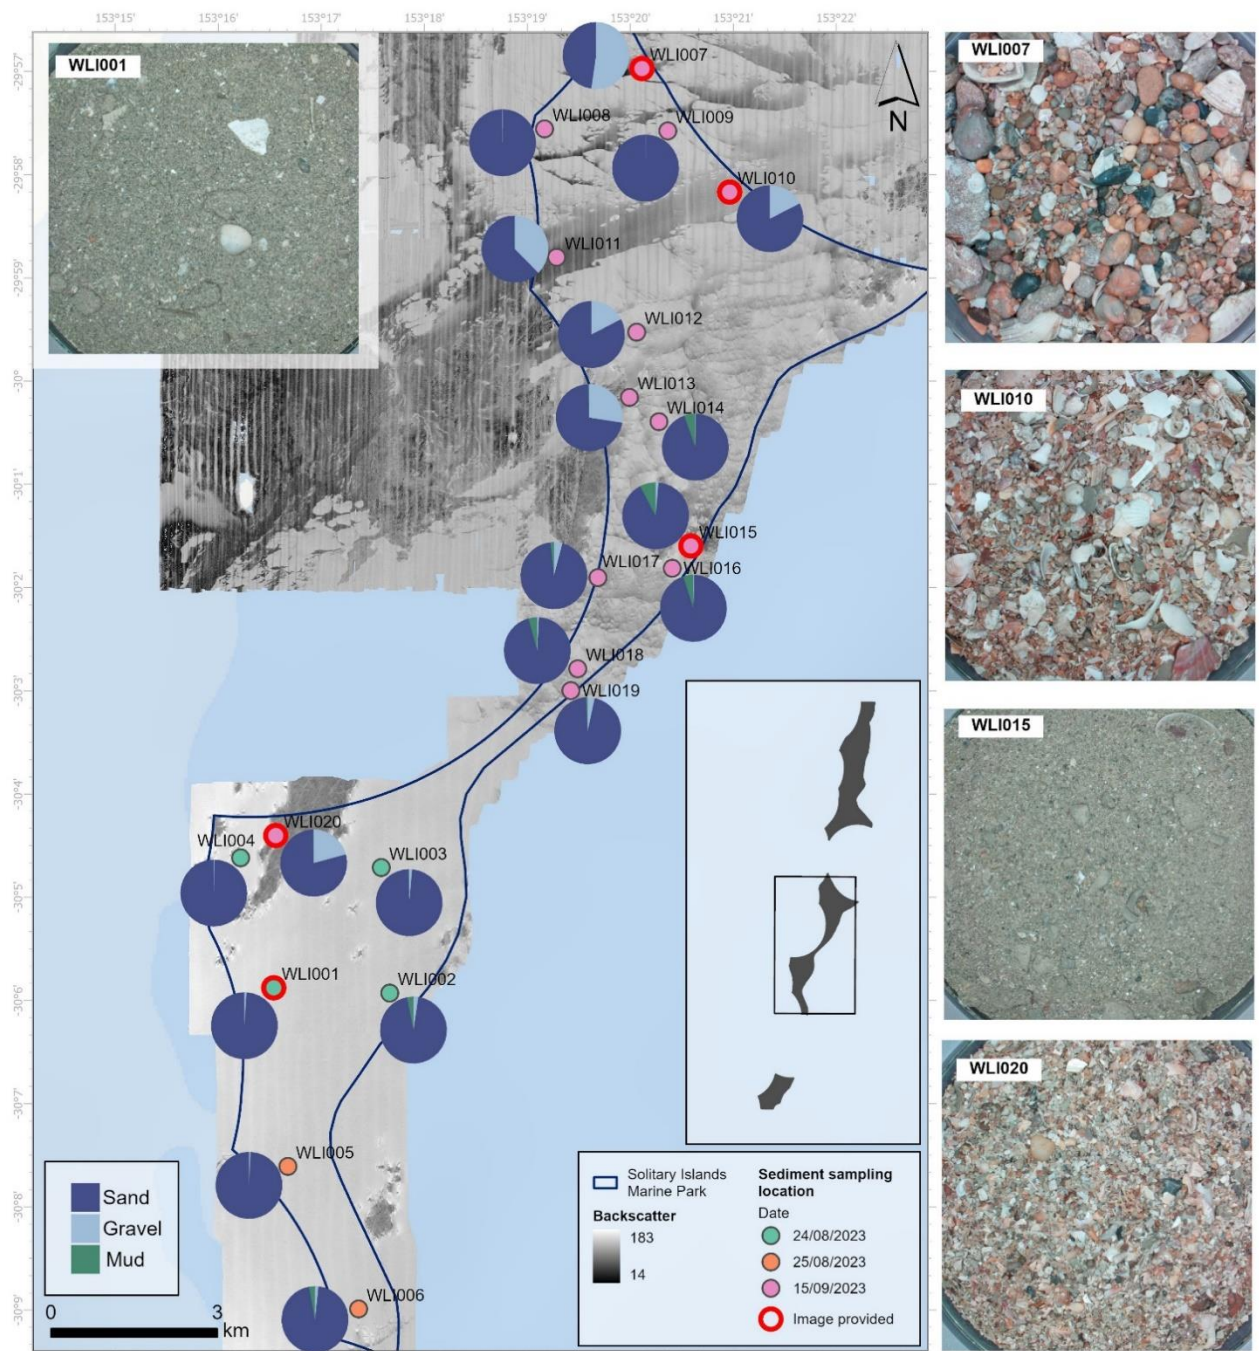 153°15'
153°16'
153°17'
153°18'
153°19'
153°20'
153°21'
153°22'
-29°57'
-29°58'
-29°59'
-30°
-30°1'
-30°2'
-30°3'
-30°4'
-30°5'
-30°6'
-30°7'
-30°8'
-30°9'
WLI001
N
WLI007
WLI008
WLI009
WLI010
WLI011
WLI012
WLI013
WLI014
WLI015
WLI017
WLI016
WLI018
WLI019
WLI020
WLI004
WLI003
WLI001
WLI002
WLI005
WLI006
Sand
Gravel
Mud
0 3
km
Solitary Islands
Marine Park
Backscatter
183
14
Sediment sampling
location
Date
24/08/2023
25/08/2023
15/09/2023
Image provided
WLI007
WLI010
WLI015
WLI020